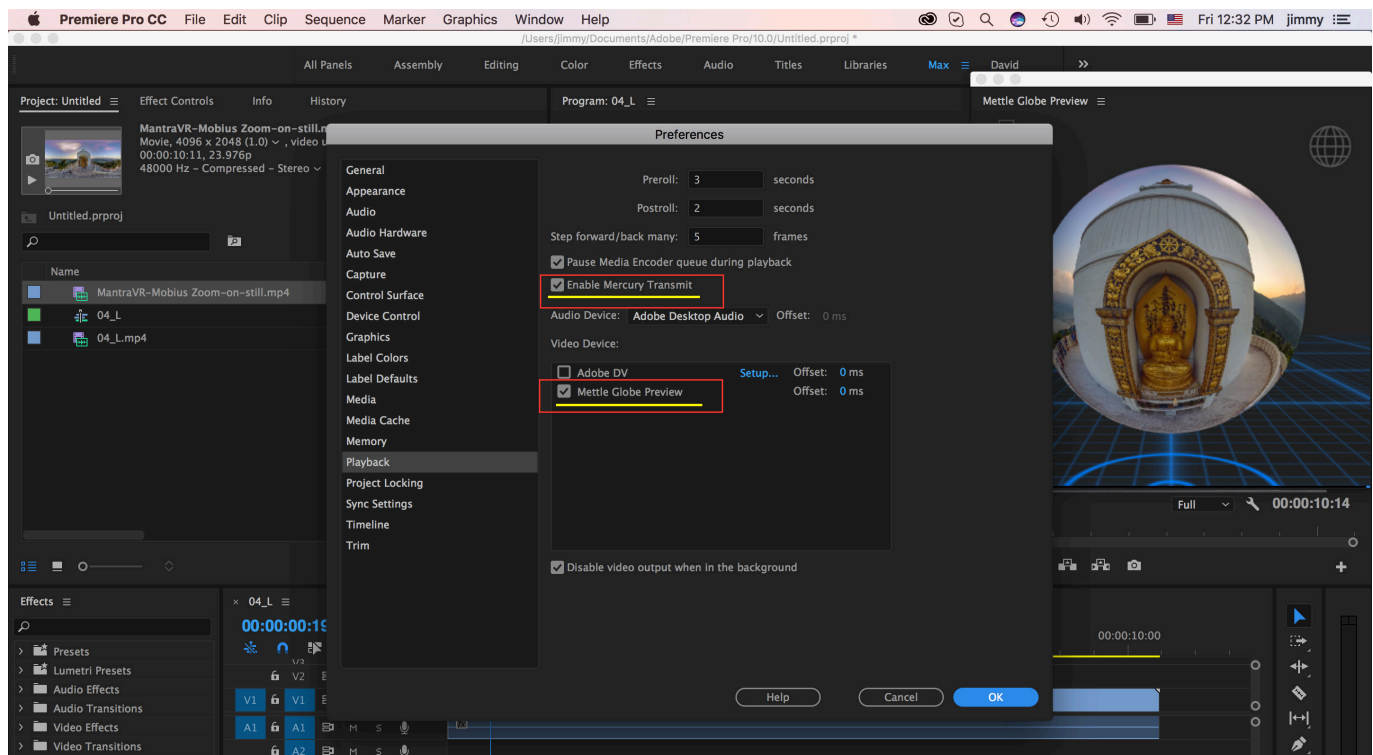 Premiere Pro CC File Edit Clip Sequence Marker Graphics Window Help Fri 12:32 PM jimmy
/Users/jimmy/Documents/Adobe/Premiere Pro/10.0/Untitled.prproj *
All Panels Assembly Editing Color Effects Audio Titles Libraries Max David
Project: Untitled Effect Controls Info History
Program: 04_L
Mettle Globe Preview
MantraVR-Mobius Zoom-on-still.m
Movie, 4096 x 2048 (1.0) , video u
00:00:10:11, 23.976p
48000 Hz - Compressed - Stereo
Untitled.prproj
Name
MantraVR-Mobius Zoom-on-still.mp4
04_L
04_L.mp4
Preferences
General
Appearance
Audio
Audio Hardware
Auto Save
Capture
Control Surface
Device Control
Graphics
Label Colors
Label Defaults
Media
Media Cache
Memory
Playback
Project Locking
Sync Settings
Timeline
Trim
Preroll: 3 seconds
Postroll: 2 seconds
Step forward/back many: 5 frames
Pause Media Encoder queue during playback
Enable Mercury Transmit
Audio Device: Adobe Desktop Audio Offset: 0 ms
Video Device:
Adobe DV Setup... Offset: 0 ms
Mettle Globe Preview Offset: 0 ms
Disable video output when in the background
Help Cancel OK
Full 00:00:10:14
Effects
Presets
Lumetri Presets
Audio Effects
Audio Transitions
Video Effects
Video Transitions
× 04_L
00:00:00:19
00:00:10:00
V3
V2
V1 V1
A1 A1 M S
A2 M S